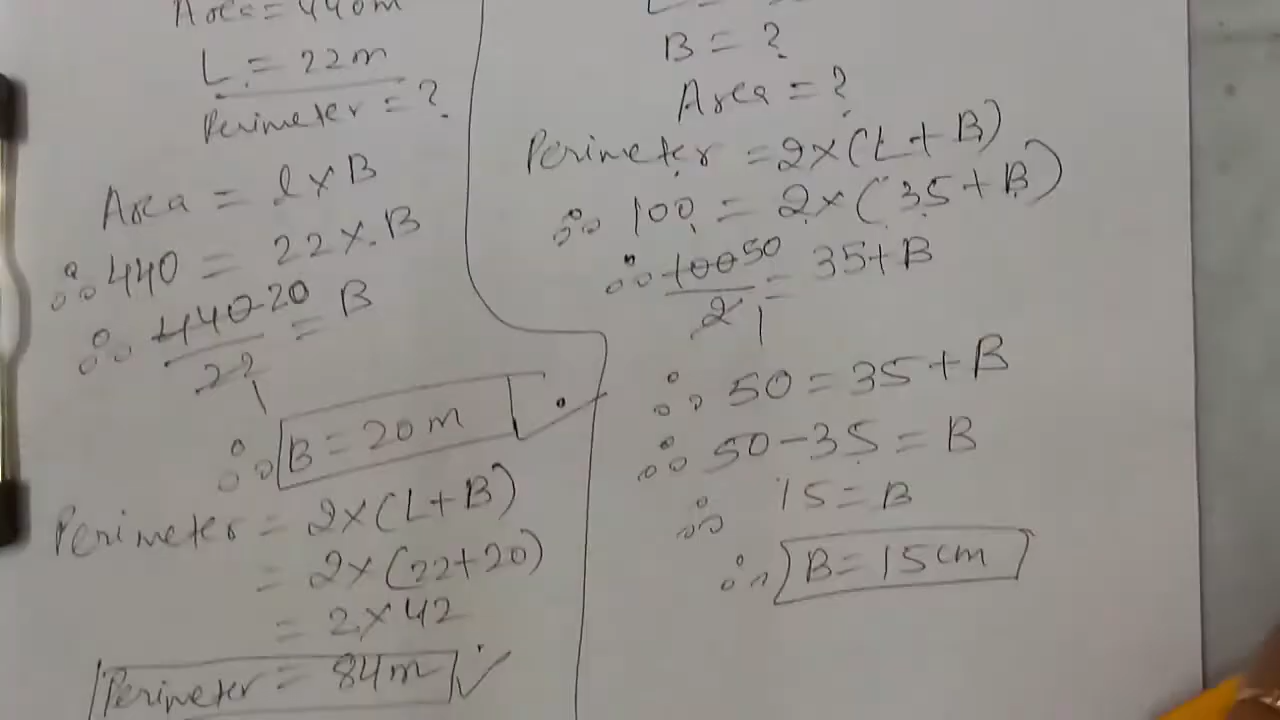 Area = 440m
L = 22m
Perimeter = ?
Area = l×B
∴ 440 = 22×B
∴ 440 20
22 1 = B
∴ B = 20m
Perimeter = 2×(L+B)
= 2×(22+20)
= 2×42
Perimeter = 84m ✓
B = ?
Area = ?
Perimeter = 2×(L+B)
∴ 100 = 2×(35+B)
∴ 100 50
2 1 = 35+B
∴ 50 = 35+B
∴ 50-35 = B
∴ 15 = B
∴ B = 15cm